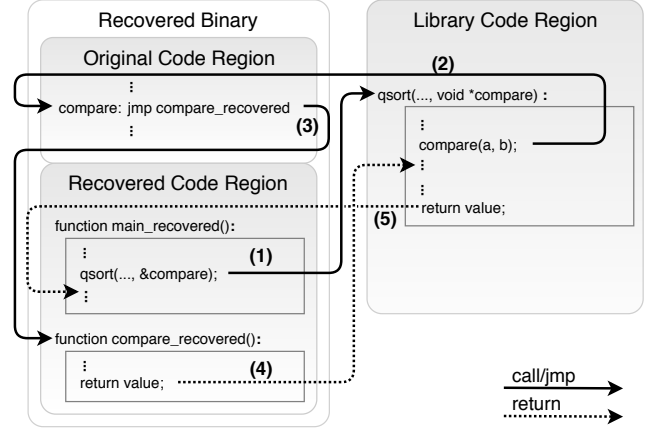 Recovered Binary
Original Code Region
⋮
compare: jmp compare_recovered
⋮
(3)
Recovered Code Region
function main_recovered():
⋮
(1)
qsort(..., &compare);
⋮
function compare_recovered():
⋮
(4)
return value;
Library Code Region
(2)
qsort(..., void *compare) :
⋮
compare(a, b);
⋮
⋮
(5)
return value;
call/jmp
return